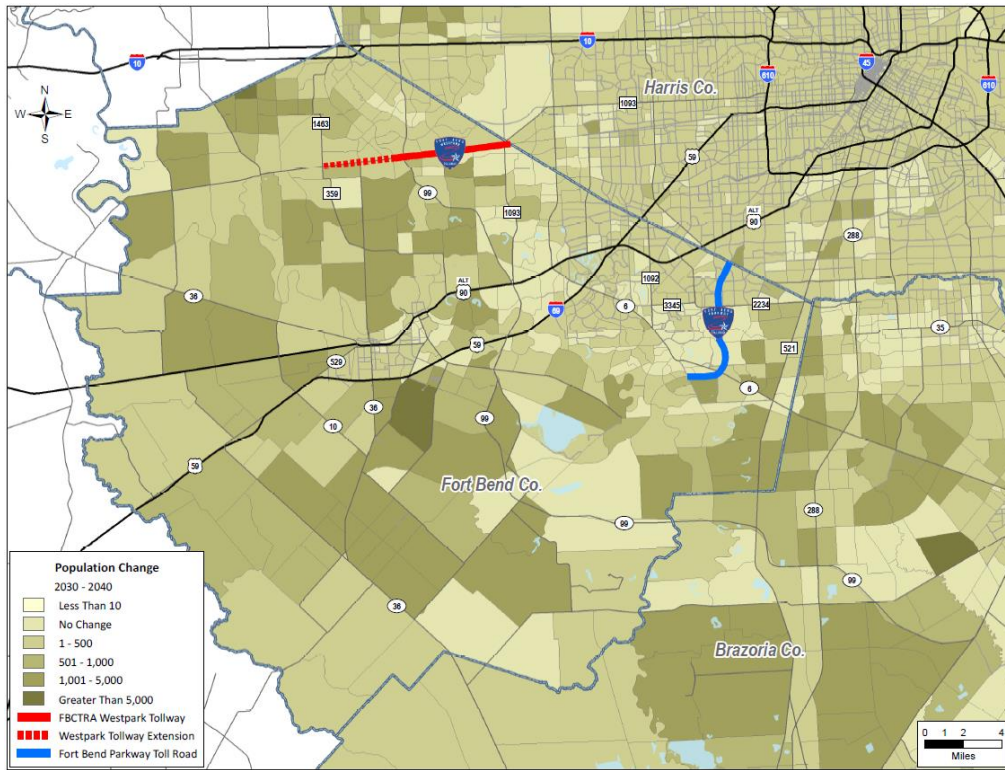 10
10
610
45
610
Harris Co.
1093
N
W E
S
1463
59
359
99
ALT
90
1093
288
36
ALT
90
1092
6
3345
2234
69
35
59
529
521
36
6
10
99
59
Fort Bend Co.
288
99
99
36
Brazoria Co.
Population Change
2030 - 2040
Less Than 10
No Change
1 - 500
501 - 1,000
1,001 - 5,000
Greater Than 5,000
FBCTRA Westpark Tollway
Westpark Tollway Extension
Fort Bend Parkway Toll Road
0 1 2 4
Miles